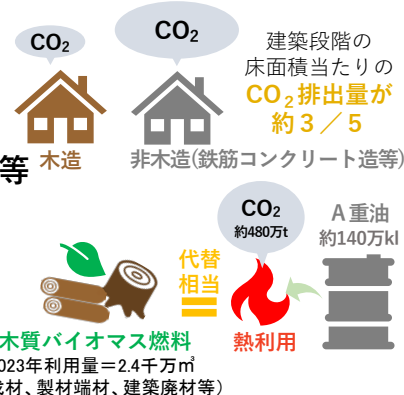 CO₂
CO₂
建築段階の
床面積当たりの
CO₂排出量が
約３／５
等
木造
非木造(鉄筋コンクリート造等)
CO₂
約480万t
A重油
約140万kl
代替
相当
木質バイオマス燃料
熱利用
023年利用量＝2.4千万㎥
材、製材端材、建築廃材等）